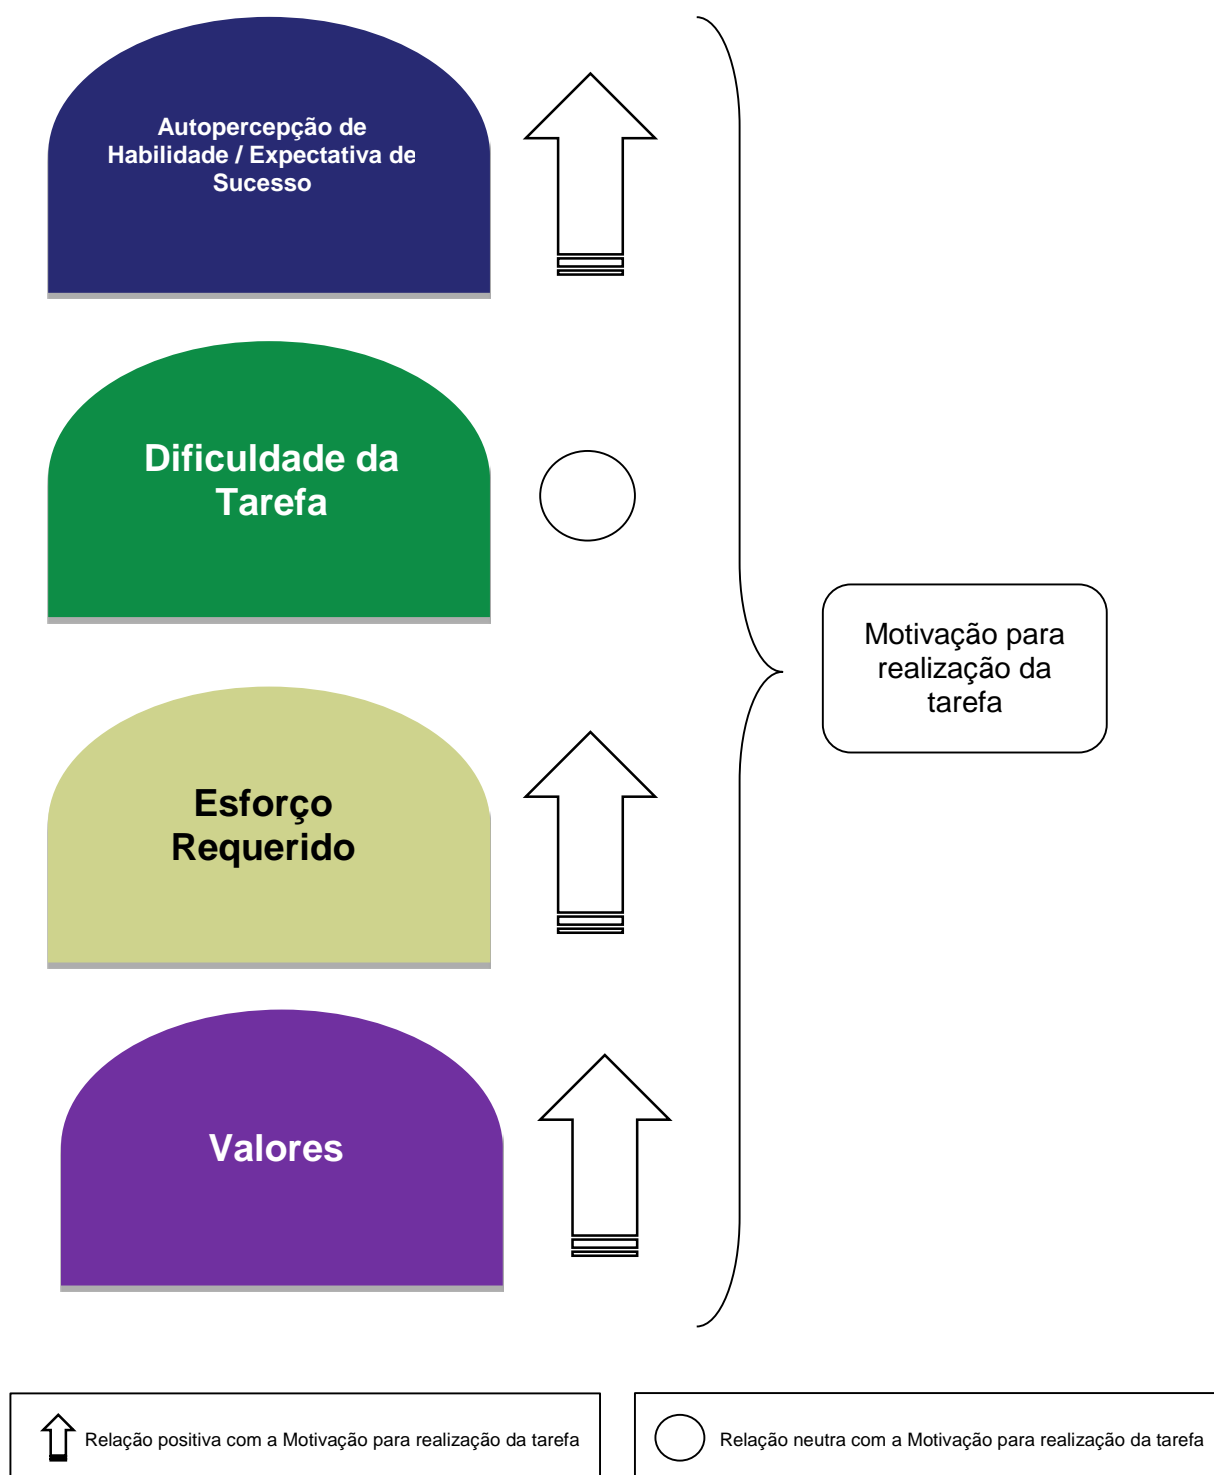 Autopercepção de
Habilidade / Expectativa de
Sucesso
Dificuldade da
Tarefa
Esforço
Requerido
Valores
Motivação para
realização da
tarefa
Relação positiva com a Motivação para realização da tarefa
Relação neutra com a Motivação para realização da tarefa